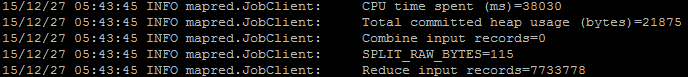 15/12/27 05:43:45 INFO mapred.JobClient:     CPU time spent (ms)=38030
15/12/27 05:43:45 INFO mapred.JobClient:     Total committed heap usage (bytes)=21875
15/12/27 05:43:45 INFO mapred.JobClient:     Combine input records=0
15/12/27 05:43:45 INFO mapred.JobClient:     SPLIT_RAW_BYTES=115
15/12/27 05:43:45 INFO mapred.JobClient:     Reduce input records=7733778